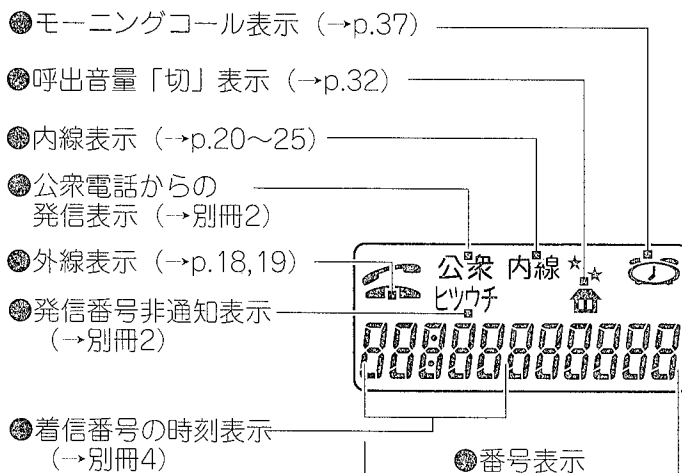 ●モーニングコール表示（→p.37）
●呼出音量「切」表示（→p.32）
●内線表示（→p.20～25）
●公衆電話からの
発信表示（→別冊2）
●外線表示（→p.18,19）
●発信番号非通知表示
（→別冊2）
●着信番号の時刻表示
（→別冊4）
公衆 内線
ヒツウチ
88:88888888
●番号表示